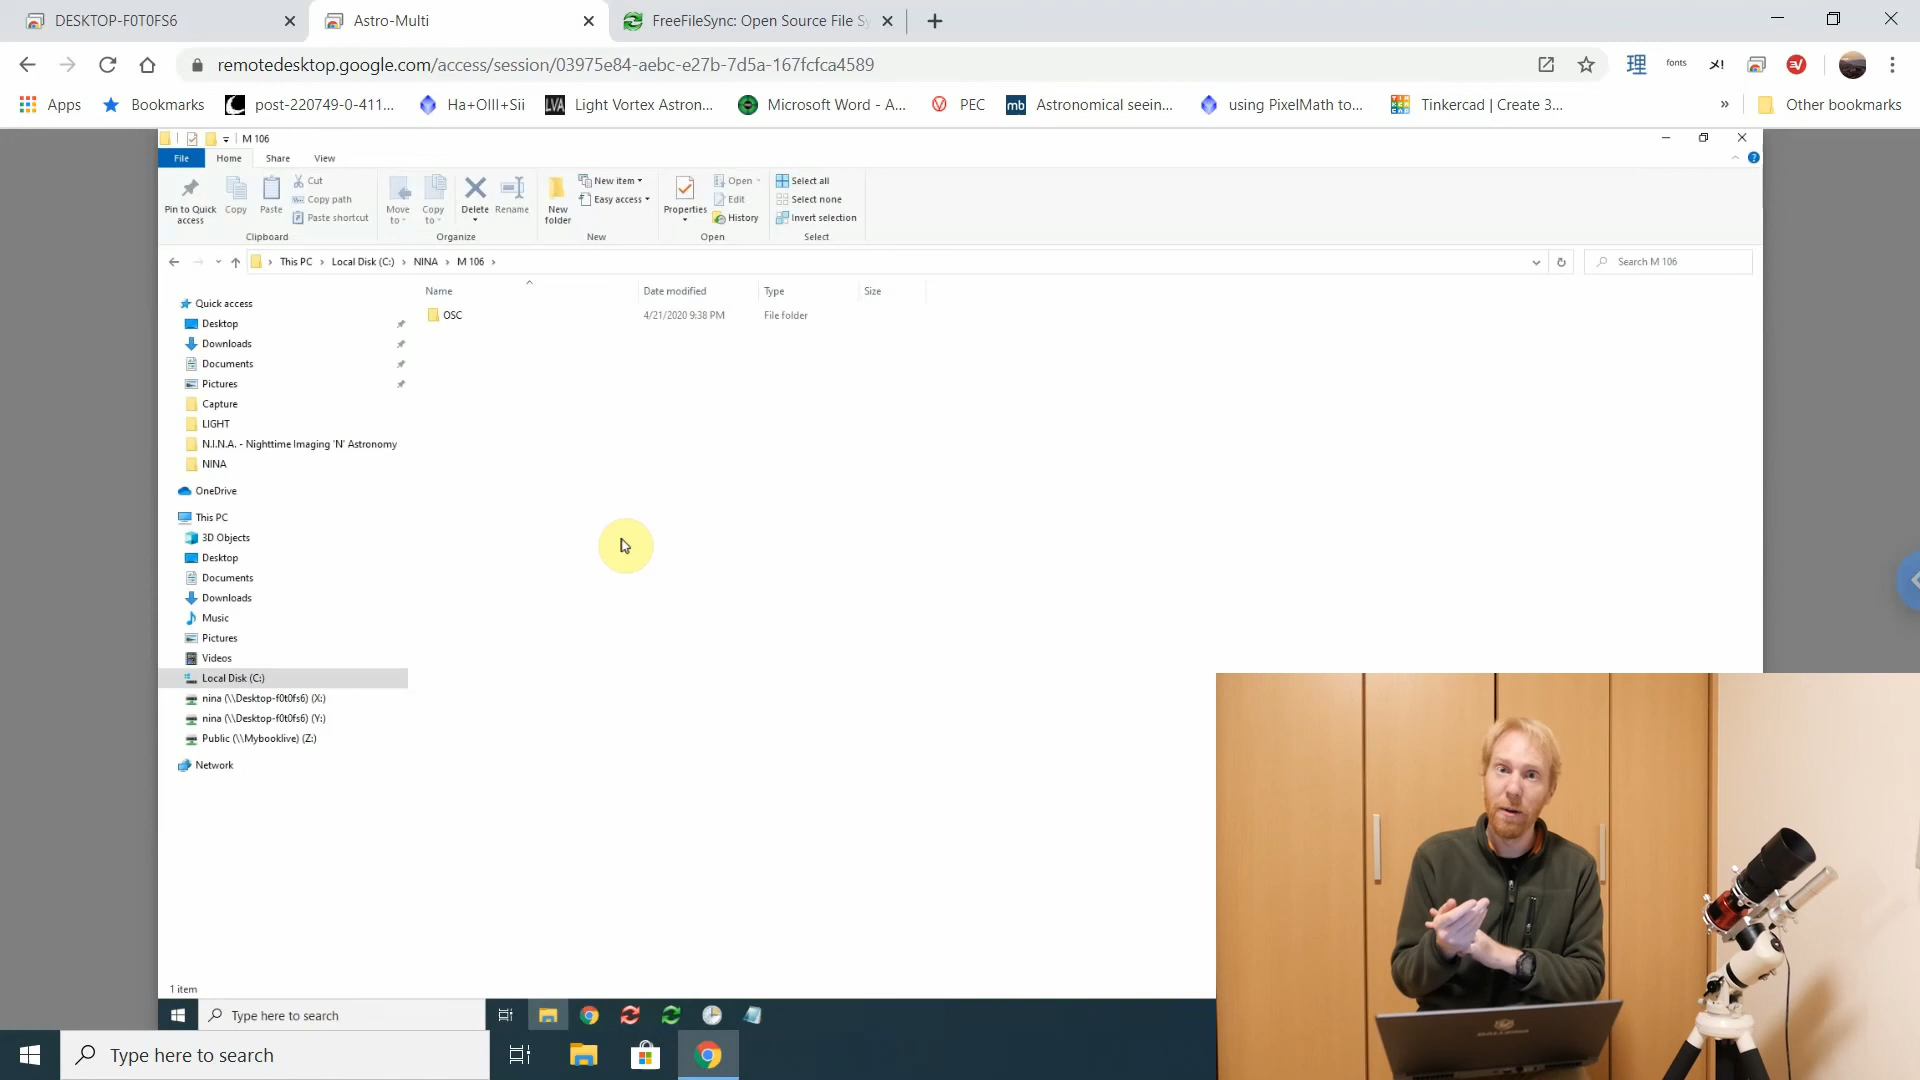 DESKTOP-F0T0FS6
Astro-Multi
FreeFileSync: Open Source File Sy
remotedesktop.google.com/access/session/03975e84-aebc-e27b-7d5a-167fcfca4589
理
fonts
Apps
Bookmarks
post-220749-0-411...
Ha+OIII+Sii
LVA
Light Vortex Astron...
Microsoft Word - A...
PEC
mb
Astronomical seein...
using PixelMath to...
Tinkercad | Create 3...
»
Other bookmarks
M 106
File
Home
Share
View
Pin to Quick access
Copy
Paste
Cut
Copy path
Paste shortcut
Clipboard
Move to
Copy to
Delete
Rename
Organize
New folder
New item
Easy access
New
Properties
Open
Edit
History
Open
Select all
Select none
Invert selection
Select
This PC > Local Disk (C:) > NINA > M 106 >
Search M 106
Name
Date modified
Type
Size
OSC
4/21/2020 9:38 PM
File folder
Quick access
Desktop
Downloads
Documents
Pictures
Capture
LIGHT
N.I.N.A. - Nighttime Imaging 'N' Astronomy
NINA
OneDrive
This PC
3D Objects
Desktop
Documents
Downloads
Music
Pictures
Videos
Local Disk (C:)
nina (\\Desktop-f0t0fs6) (X:)
nina (\\Desktop-f0t0fs6) (Y:)
Public (\\Mybooklive) (Z:)
Network
1 item
Type here to search
Type here to search